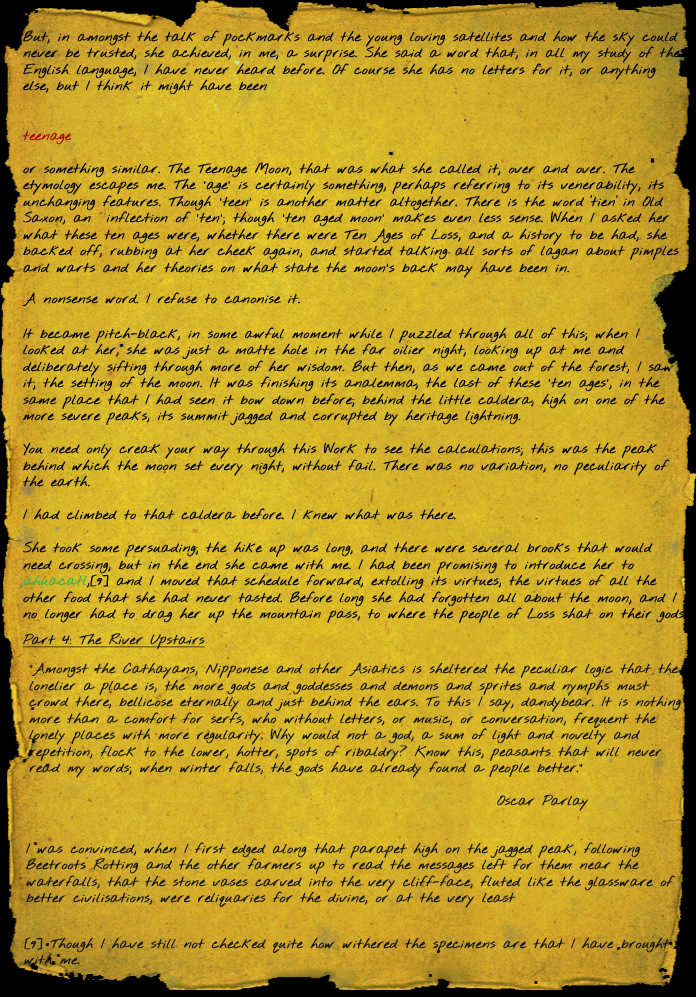 But, in amongst the talk of pockmarks and the young loving satellites and how the sky could
never be trusted, she achieved, in me, a surprise. She said a word that, in all my study of the
English language, I have never heard before. Of course she has no letters for it, or anything
else, but I think it might have been
teenage
or something similar. The Teenage Moon, that was what she called it, over and over. The
etymology escapes me. The 'age' is certainly something, perhaps referring to its venerability, its
unchanging features. Though 'teen' is another matter altogether. There is the word 'tien' in Old
Saxon, an inflection of 'ten', though 'ten aged moon' makes even less sense. When I asked her
what these ten ages were, whether there were Ten Ages of Loss, and a history to be had, she
backed off, rubbing at her cheek again, and started talking all sorts of lagan about pimples
and warts and her theories on what state the moon's back may have been in.
A nonsense word. I refuse to canonise it.
It became pitch-black, in some awful moment while I puzzled through all of this, when I
looked at her, she was just a matte hole in the far oilier night, looking up at me and
deliberately sifting through more of her wisdom. But then, as we came out of the forest, I saw
it, the setting of the moon. It was finishing its analemma, the last of these 'ten ages', in the
same place that I had seen it bow down before, behind the little caldera, high on one of the
more severe peaks, its summit jagged and corrupted by heritage lightning.
You need only creak your way through this Work to see the calculations, this was the peak
behind which the moon set every night, without fail. There was no variation, no peculiarity of
the earth.
I had climbed to that caldera before. I knew what was there.
She took some persuading, the hike up was long, and there were several brooks that would
need crossing, but in the end she came with me. I had been promising to introduce her to
ahuacatl,[9] and I moved that schedule forward, extolling its virtues, the virtues of all the
other food that she had never tasted. Before long she had forgotten all about the moon, and I
no longer had to drag her up the mountain pass, to where the people of Loss shat on their gods.
Part 4: The River Upstairs
"Amongst the Cathayans, Nipponese and other Asiatics is sheltered the peculiar logic that the
lonelier a place is, the more gods and goddesses and demons and sprites and nymphs must
crowd there, bellicose eternally and just behind the ears. To this I say, dandybear. It is nothing
more than a comfort for serfs, who without letters, or music, or conversation, frequent the
lonely places with more regularity. Why would not a god, a sum of light and novelty and
repetition, flock to the lower, hotter, spots of ribaldry? Know this, peasants that will never
read my words, when winter falls, the gods have already found a people better."
Oscar Parlay
I was convinced, when I first edged along that parapet high on the jagged peak, following
Beetroots Rotting and the other farmers up to read the messages left for them near the
waterfalls, that the stone vases carved into the very cliff-face, fluted like the glassware of
better civilisations, were reliquaries for the divine, or at the very least
[9] Though I have still not checked quite how withered the specimens are that I have brought
with me.